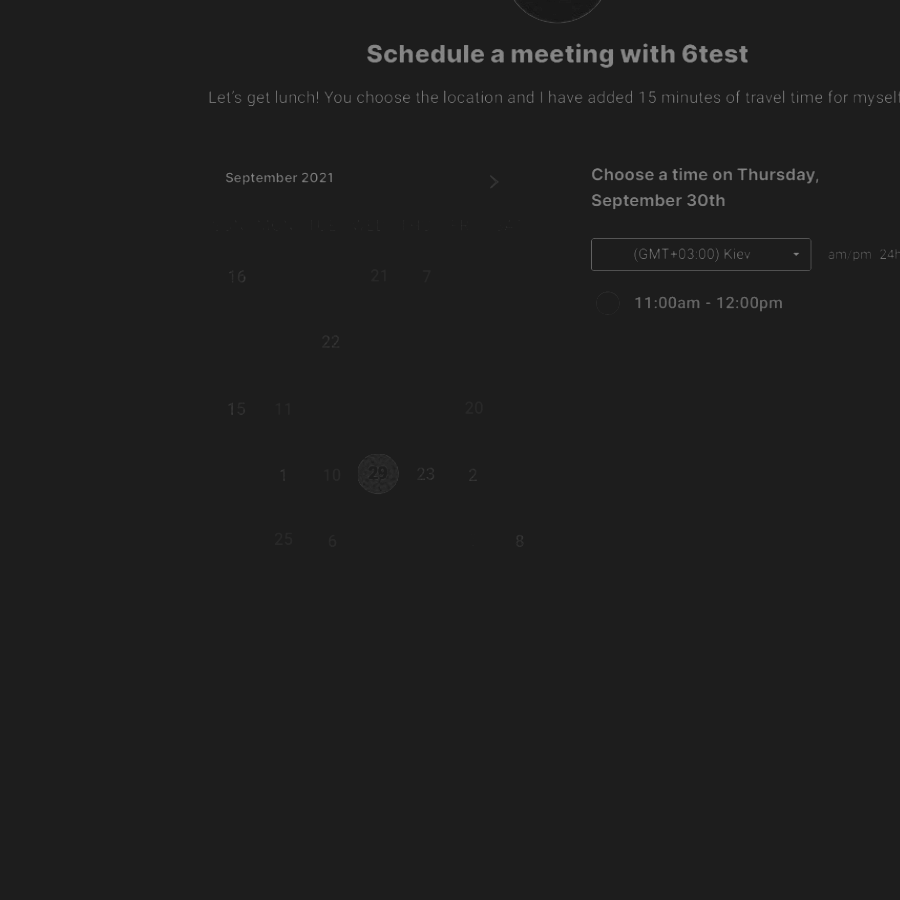 Schedule a meeting with 6test
Let's get lunch! You choose the location and I have added 15 minutes of travel time for myself
September 2021
Choose a time on Thursday,
September 30th
(GMT+03:00) Kiev
am/pm 24h
11:00am - 12:00pm
16 21 7
22
15 11 20
1 10 29 23 2
25 6 8